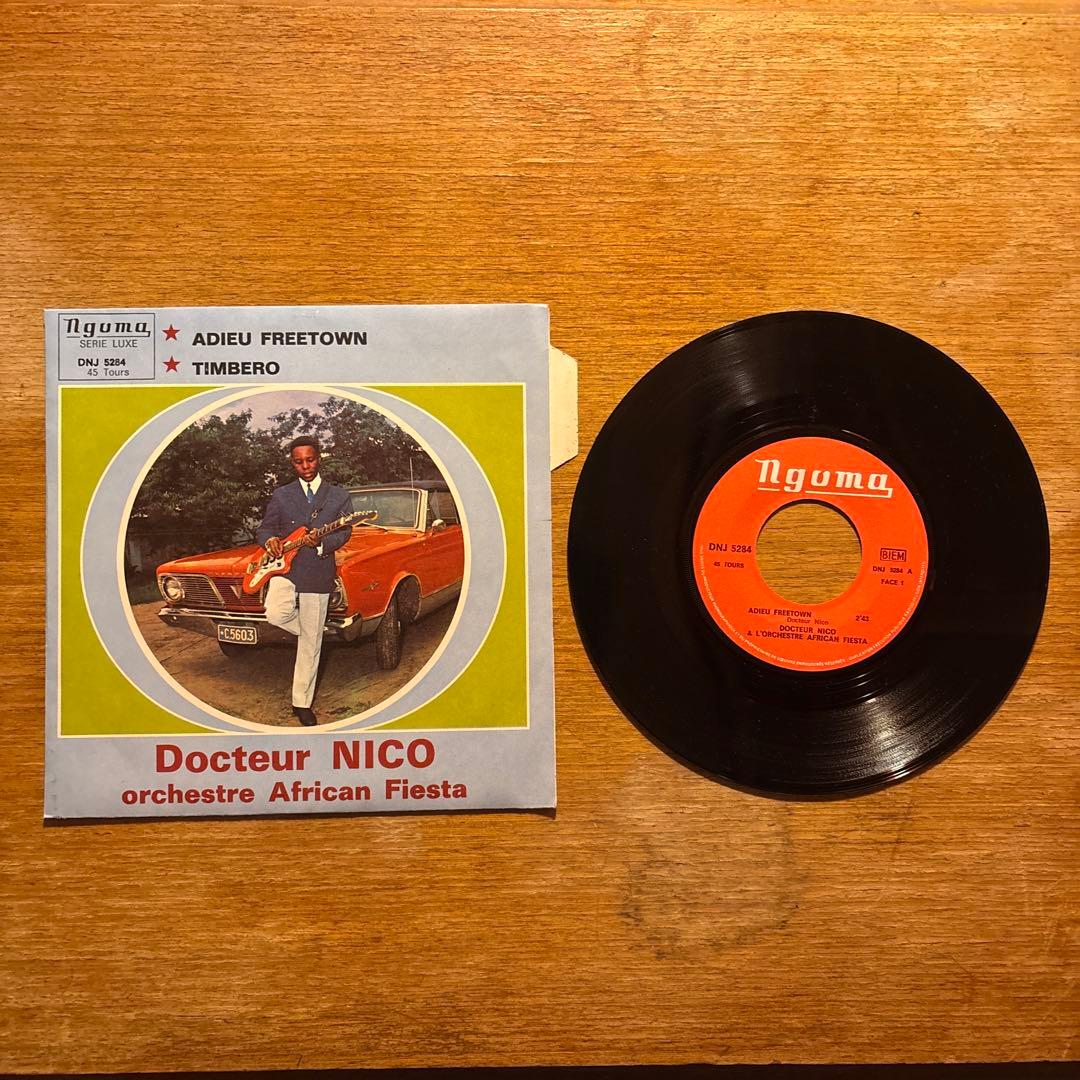 Ngoma
SERIE LUXE
DNJ 5284
45 Tours
★ ADIEU FREETOWN
★ TIMBERO
C.5603
Docteur NICO
orchestre African Fiesta
Ngoma
DNJ 5284
45 TOURS
BIEM
DNJ 5284 A
FACE 1
ADIEU FREETOWN 2'43
Docteur Nico
DOCTEUR NICO
& L'ORCHESTRE AFRICAN FIESTA